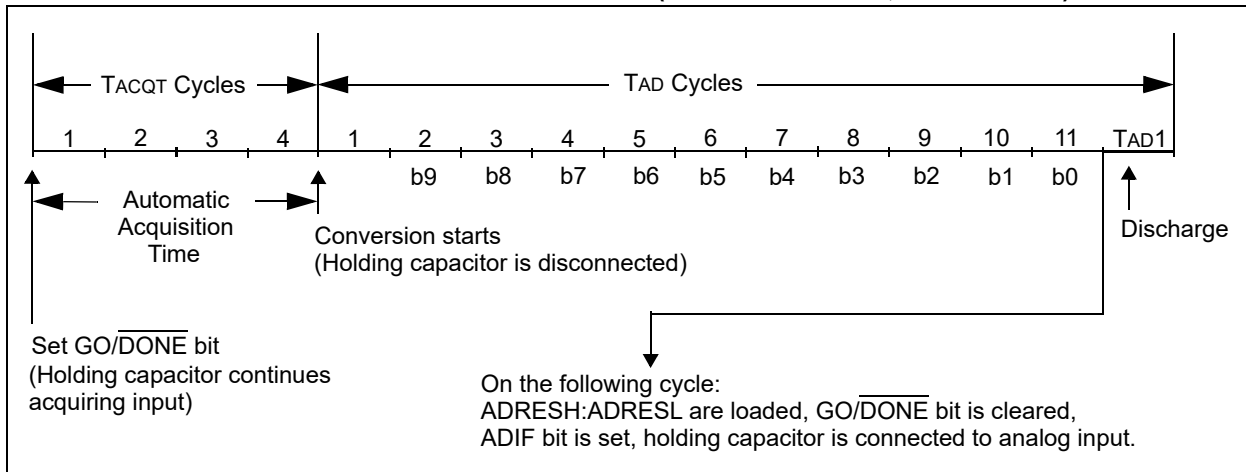 TACQT Cycles
TAD Cycles
1 2 3 4 1 2 3 4 5 6 7 8 9 10 11 TAD1
b9 b8 b7 b6 b5 b4 b3 b2 b1 b0
Automatic
Acquisition
Time
Conversion starts
(Holding capacitor is disconnected)
Discharge
Set GO/DONE bit
(Holding capacitor continues
acquiring input)
On the following cycle:
ADRESH:ADRESL are loaded, GO/DONE bit is cleared,
ADIF bit is set, holding capacitor is connected to analog input.